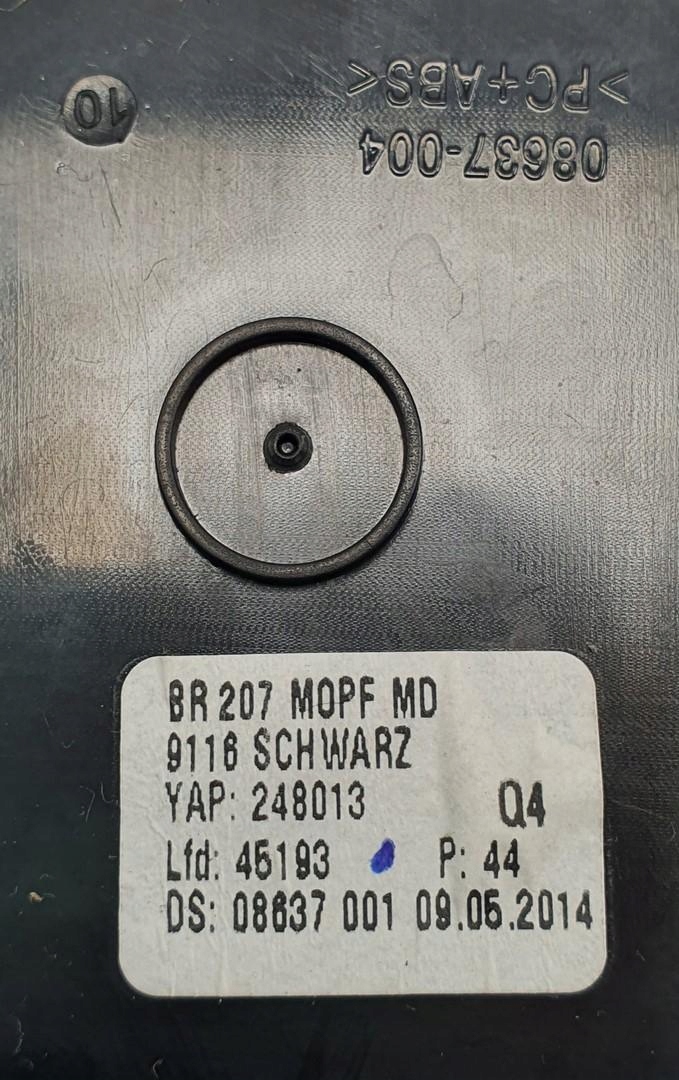 10
>PC+ABS<
08637-004
BR 207 MOPF MD
9116 SCHWARZ
YAP: 248013 Q4
Lfd: 45193 P: 44
DS: 08637 001 09.05.2014